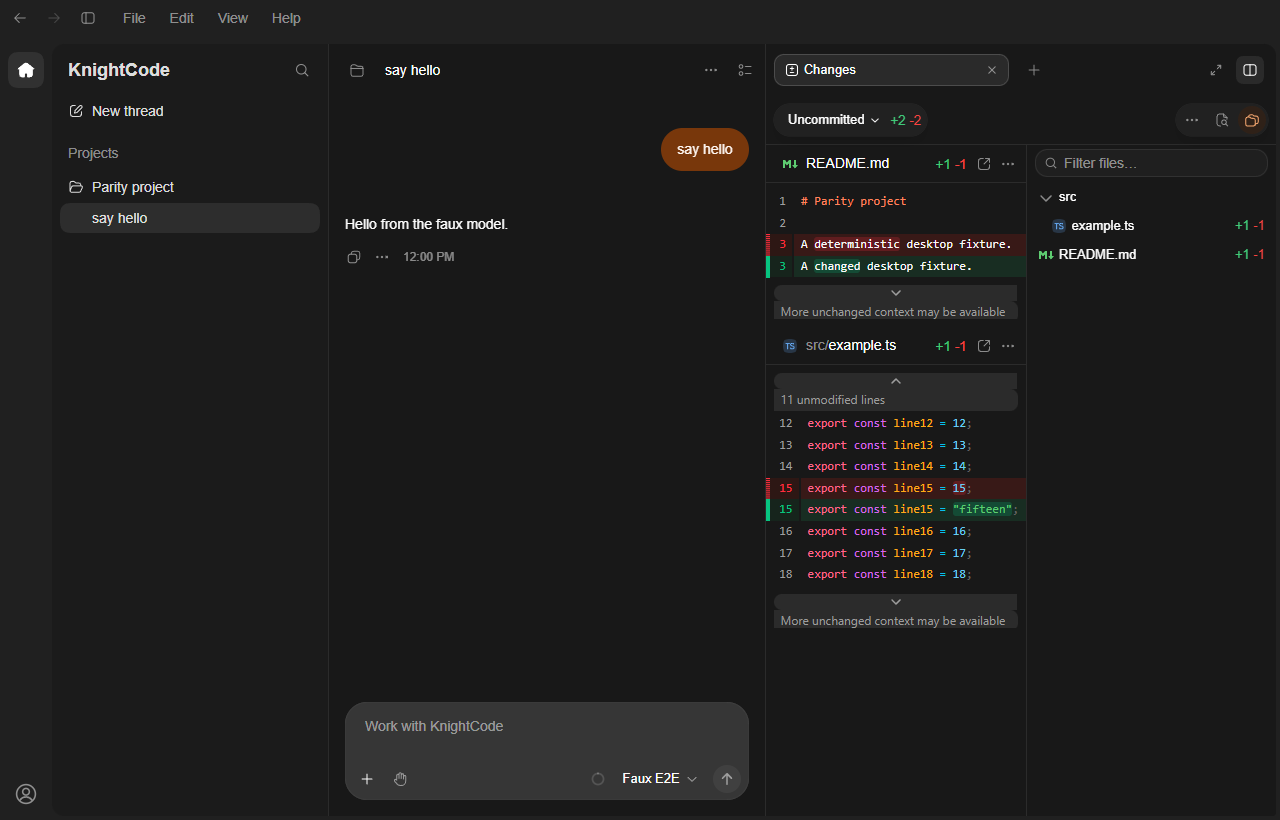 File Edit View Help
KnightCode
New thread
Projects
Parity project
say hello
say hello
say hello
Hello from the faux model.
12:00 PM
Work with KnightCode
Faux E2E
Changes
Uncommitted +2 -2
README.md +1 -1
1 # Parity project
2
3 A deterministic desktop fixture.
3 A changed desktop fixture.
More unchanged context may be available
TS src/example.ts +1 -1
11 unmodified lines
12 export const line12 = 12;
13 export const line13 = 13;
14 export const line14 = 14;
15 export const line15 = 15;
15 export const line15 = "fifteen";
16 export const line16 = 16;
17 export const line17 = 17;
18 export const line18 = 18;
More unchanged context may be available
Filter files...
src
TS example.ts +1 -1
M README.md +1 -1